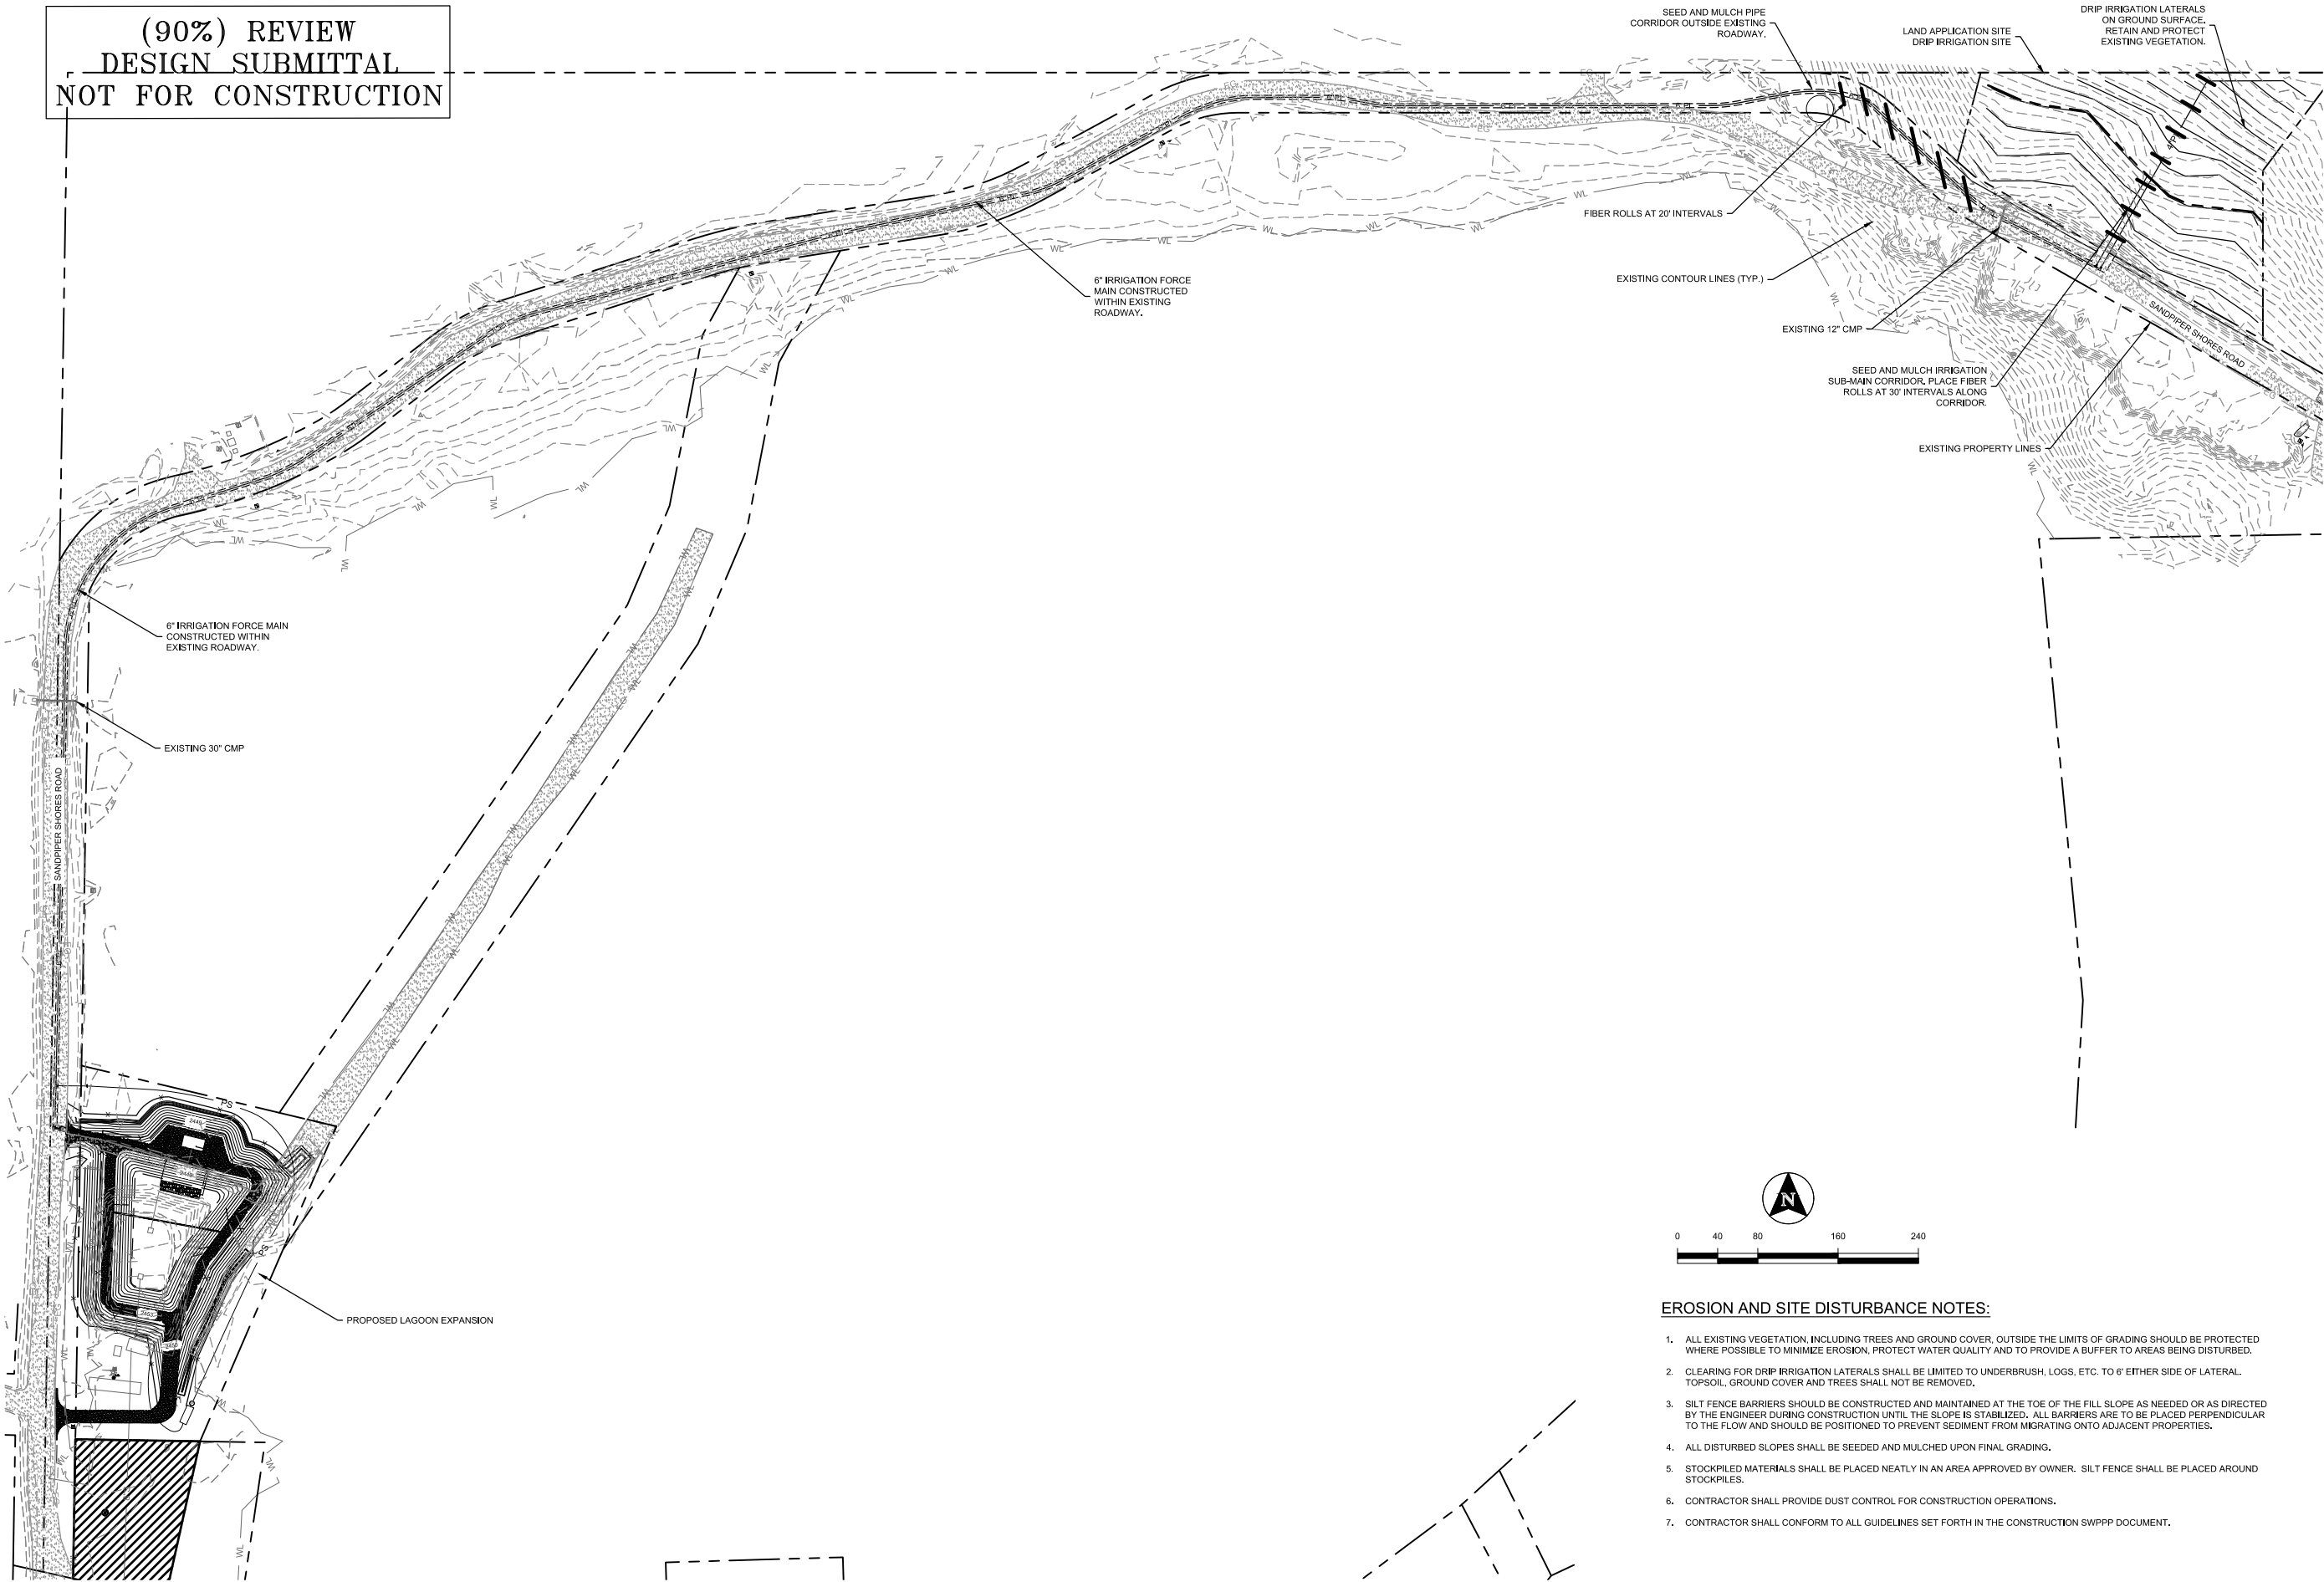 (90%) REVIEW
DESIGN SUBMITTAL
NOT FOR CONSTRUCTION
SEED AND MULCH PIPE
CORRIDOR OUTSIDE EXISTING
ROADWAY.
LAND APPLICATION SITE
DRIP IRRIGATION SITE
DRIP IRRIGATION LATERALS
ON GROUND SURFACE.
RETAIN AND PROTECT
EXISTING VEGETATION.
FIBER ROLLS AT 20' INTERVALS
6" IRRIGATION FORCE
MAIN CONSTRUCTED
WITHIN EXISTING
ROADWAY.
EXISTING CONTOUR LINES (TYP.)
EXISTING 12" CMP
SANDPIPER SHORES ROAD
SEED AND MULCH IRRIGATION
SUB-MAIN CORRIDOR. PLACE FIBER
ROLLS AT 30' INTERVALS ALONG
CORRIDOR.
EXISTING PROPERTY LINES
6" IRRIGATION FORCE MAIN
CONSTRUCTED WITHIN
EXISTING ROADWAY.
EXISTING 30" CMP
SANDPIPER SHORES ROAD
PS
PS
PROPOSED LAGOON EXPANSION
N
0 40 80 160 240
EROSION AND SITE DISTURBANCE NOTES:
1. ALL EXISTING VEGETATION, INCLUDING TREES AND GROUND COVER, OUTSIDE THE LIMITS OF GRADING SHOULD BE PROTECTED
WHERE POSSIBLE TO MINIMIZE EROSION, PROTECT WATER QUALITY AND TO PROVIDE A BUFFER TO AREAS BEING DISTURBED.
2. CLEARING FOR DRIP IRRIGATION LATERALS SHALL BE LIMITED TO UNDERBRUSH, LOGS, ETC. TO 6' EITHER SIDE OF LATERAL.
TOPSOIL, GROUND COVER AND TREES SHALL NOT BE REMOVED.
3. SILT FENCE BARRIERS SHOULD BE CONSTRUCTED AND MAINTAINED AT THE TOE OF THE FILL SLOPE AS NEEDED OR AS DIRECTED
BY THE ENGINEER DURING CONSTRUCTION UNTIL THE SLOPE IS STABILIZED. ALL BARRIERS ARE TO BE PLACED PERPENDICULAR
TO THE FLOW AND SHOULD BE POSITIONED TO PREVENT SEDIMENT FROM MIGRATING ONTO ADJACENT PROPERTIES.
4. ALL DISTURBED SLOPES SHALL BE SEEDED AND MULCHED UPON FINAL GRADING.
5. STOCKPILED MATERIALS SHALL BE PLACED NEATLY IN AN AREA APPROVED BY OWNER. SILT FENCE SHALL BE PLACED AROUND
STOCKPILES.
6. CONTRACTOR SHALL PROVIDE DUST CONTROL FOR CONSTRUCTION OPERATIONS.
7. CONTRACTOR SHALL CONFORM TO ALL GUIDELINES SET FORTH IN THE CONSTRUCTION SWPPP DOCUMENT.